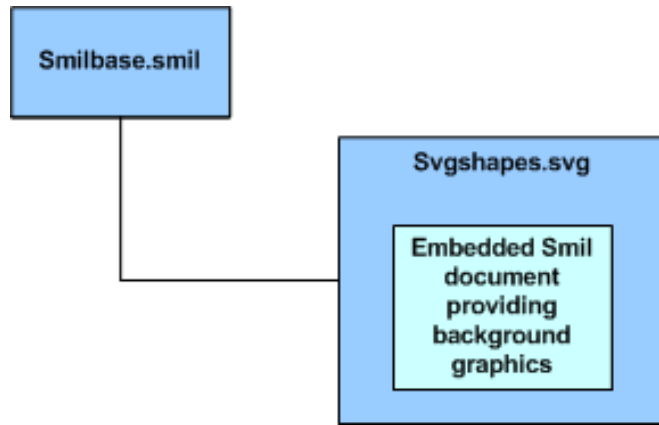 Smilbase.smil
Svgshapes.svg
Embedded Smil
document
providing
background
graphics